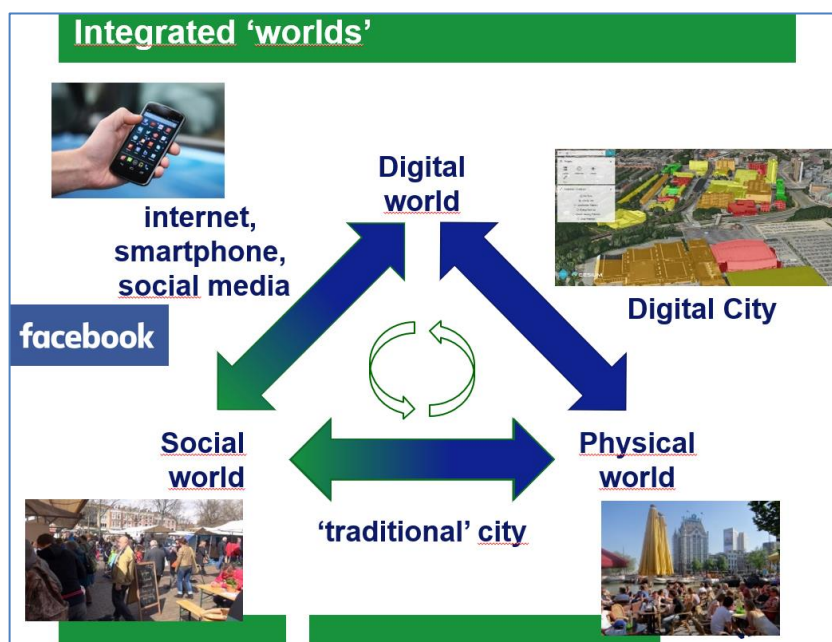 Integrated ‘worlds’
Digital
world
internet,
smartphone,
social media
Digital City
facebook
Social
world
Physical
world
‘traditional’ city